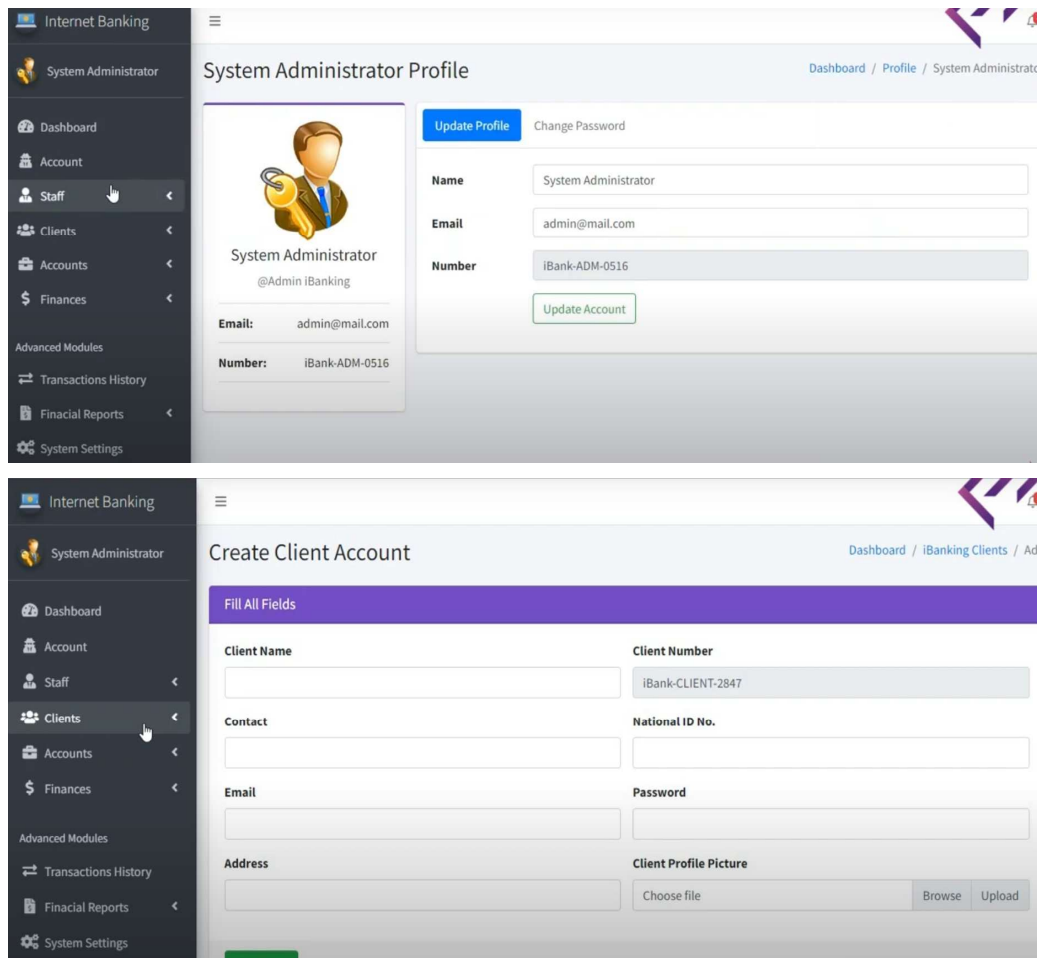 Internet Banking
System Administrator
System Administrator Profile
Dashboard / Profile / System Administrato
Dashboard
Account
Staff
Clients
Accounts
Finances
Advanced Modules
Transactions History
Finacial Reports
System Settings
System Administrator
@Admin iBanking
Email: admin@mail.com
Number: iBank-ADM-0516
Update Profile Change Password
Name System Administrator
Email admin@mail.com
Number iBank-ADM-0516
Update Account
Internet Banking
System Administrator
Create Client Account
Dashboard / iBanking Clients / Ad
Dashboard
Account
Staff
Clients
Accounts
Finances
Advanced Modules
Transactions History
Finacial Reports
System Settings
Fill All Fields
Client Name Client Number
iBank-CLIENT-2847
Contact National ID No.
Email Password
Address Client Profile Picture
Choose file Browse Upload